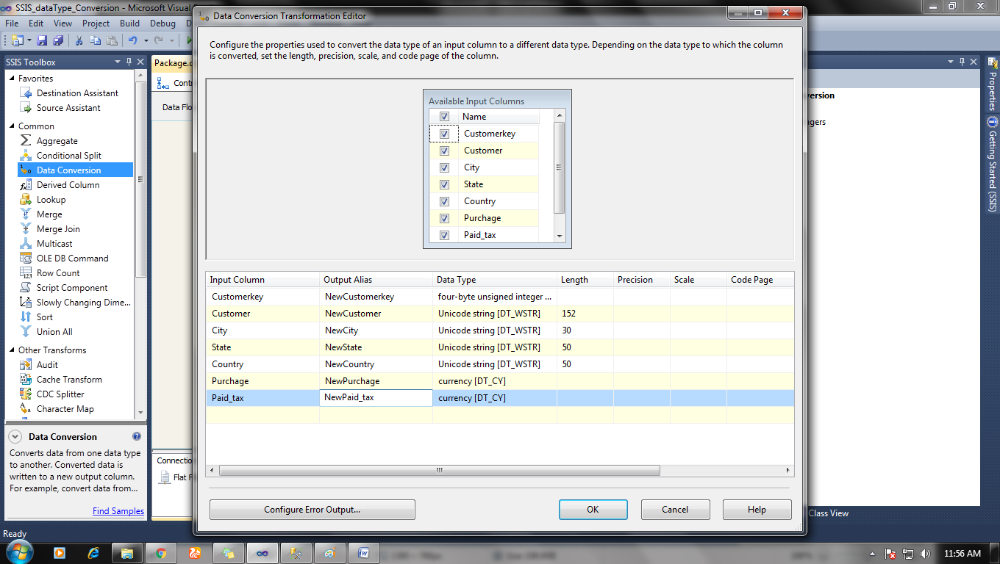 SSIS_dataType_Conversion - Microsoft Visual
Data Conversion Transformation Editor
File Edit View Project Build Debug
Configure the properties used to convert the data type of an input column to a different data type. Depending on the data type to which the column
is converted, set the length, precision, scale, and code page of the column.
SSIS Toolbox
Favorites
Destination Assistant
Source Assistant
Common
Aggregate
Conditional Split
Data Conversion
Derived Column
Lookup
Merge
Merge Join
Multicast
OLE DB Command
Row Count
Script Component
Slowly Changing Dime...
Sort
Union All
Other Transforms
Audit
Cache Transform
CDC Splitter
Character Map
Data Conversion
Converts data from one data type
to another. Converted data is
written to a new output column.
For example, convert data from...
Find Samples
Ready
Package.
Data Flo
Connectio
Flat F
Available Input Columns
Name
Customerkey
Customer
City
State
Country
Purchage
Paid_tax
Input Column Output Alias Data Type Length Precision Scale Code Page
Customerkey NewCustomerkey four-byte unsigned integer ...
Customer NewCustomer Unicode string [DT_WSTR] 152
City NewCity Unicode string [DT_WSTR] 30
State NewState Unicode string [DT_WSTR] 50
Country NewCountry Unicode string [DT_WSTR] 50
Purchage NewPurchage currency [DT_CY]
Paid_tax NewPaid_tax currency [DT_CY]
Configure Error Output... OK Cancel Help
ersion
gers
Class View
Properties
Getting Started (SSIS)
11:56 AM